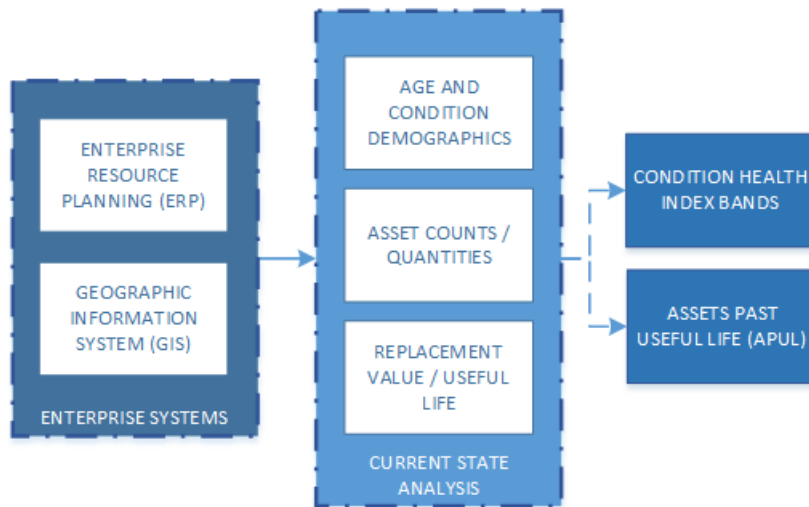 ENTERPRISE
RESOURCE
PLANNING (ERP)
GEOGRAPHIC
INFORMATION
SYSTEM (GIS)
ENTERPRISE SYSTEMS
AGE AND
CONDITION
DEMOGRAPHICS
ASSET COUNTS /
QUANTITIES
REPLACEMENT
VALUE / USEFUL
LIFE
CURRENT STATE
ANALYSIS
CONDITION HEALTH
INDEX BANDS
ASSETS PAST
USEFUL LIFE (APUL)